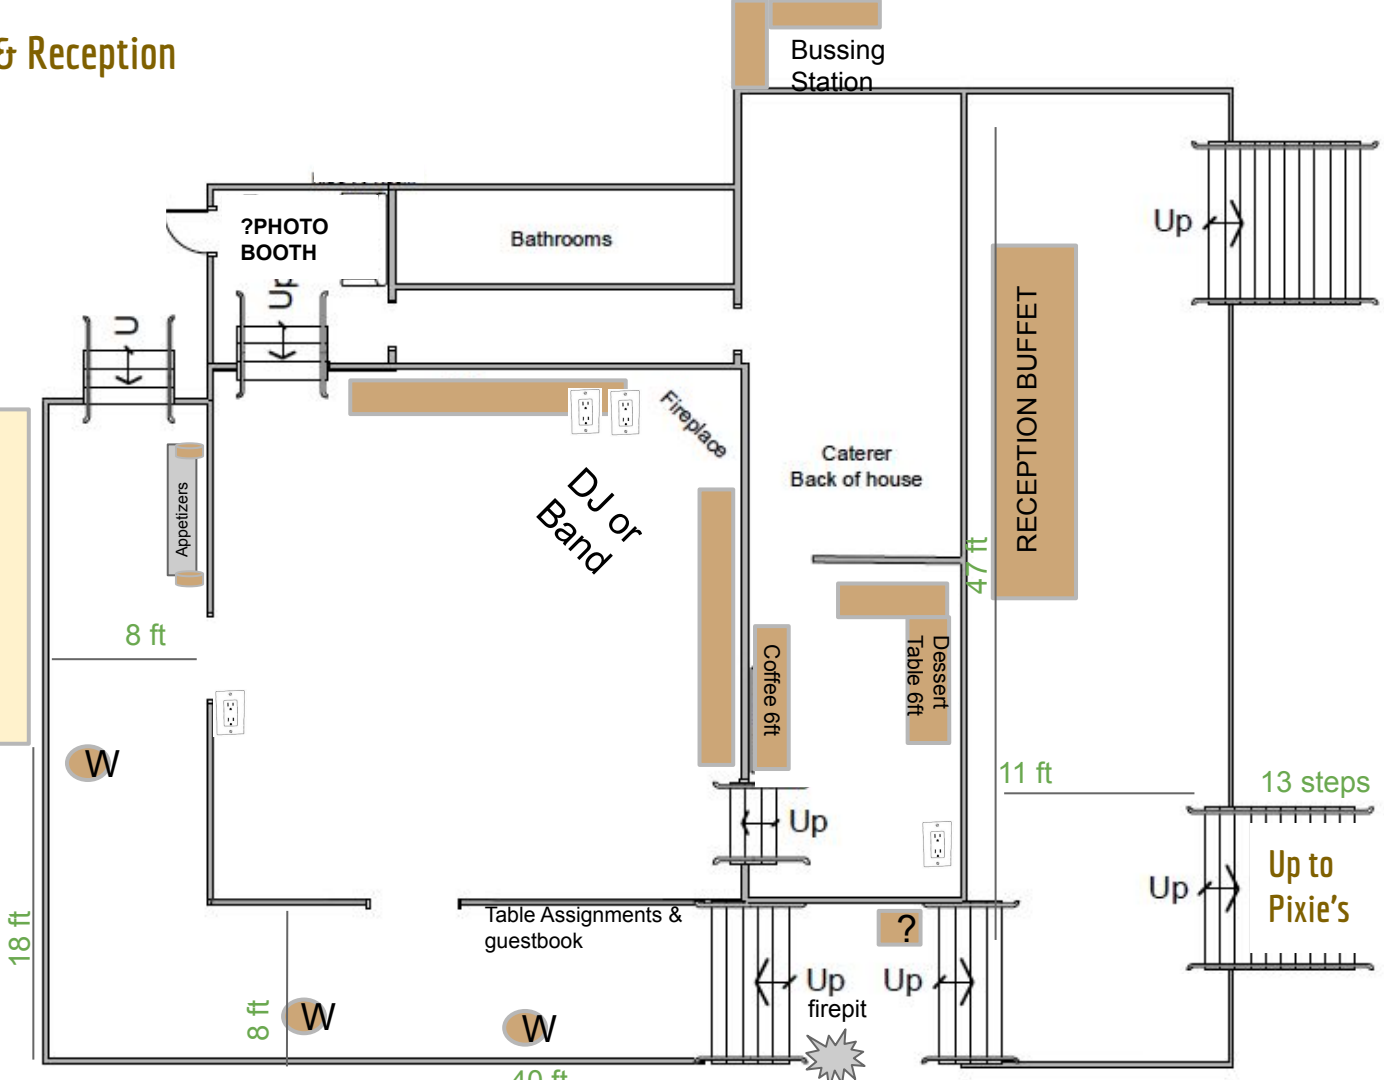 & Reception
Bussing
Station
?PHOTO
BOOTH
Bathrooms
Up
Up
U
Fireplace
RECEPTION BUFFET
Caterer
Back of house
DJ or
Band
Appetizers
47 ft
8 ft
Coffee 6ft
Dessert
Table 6ft
W
11 ft
13 steps
Up
Up to
Pixie's
Up
Table Assignments &
guestbook
?
18 ft
8 ft
W
W
Up
Up
firepit
40 ft